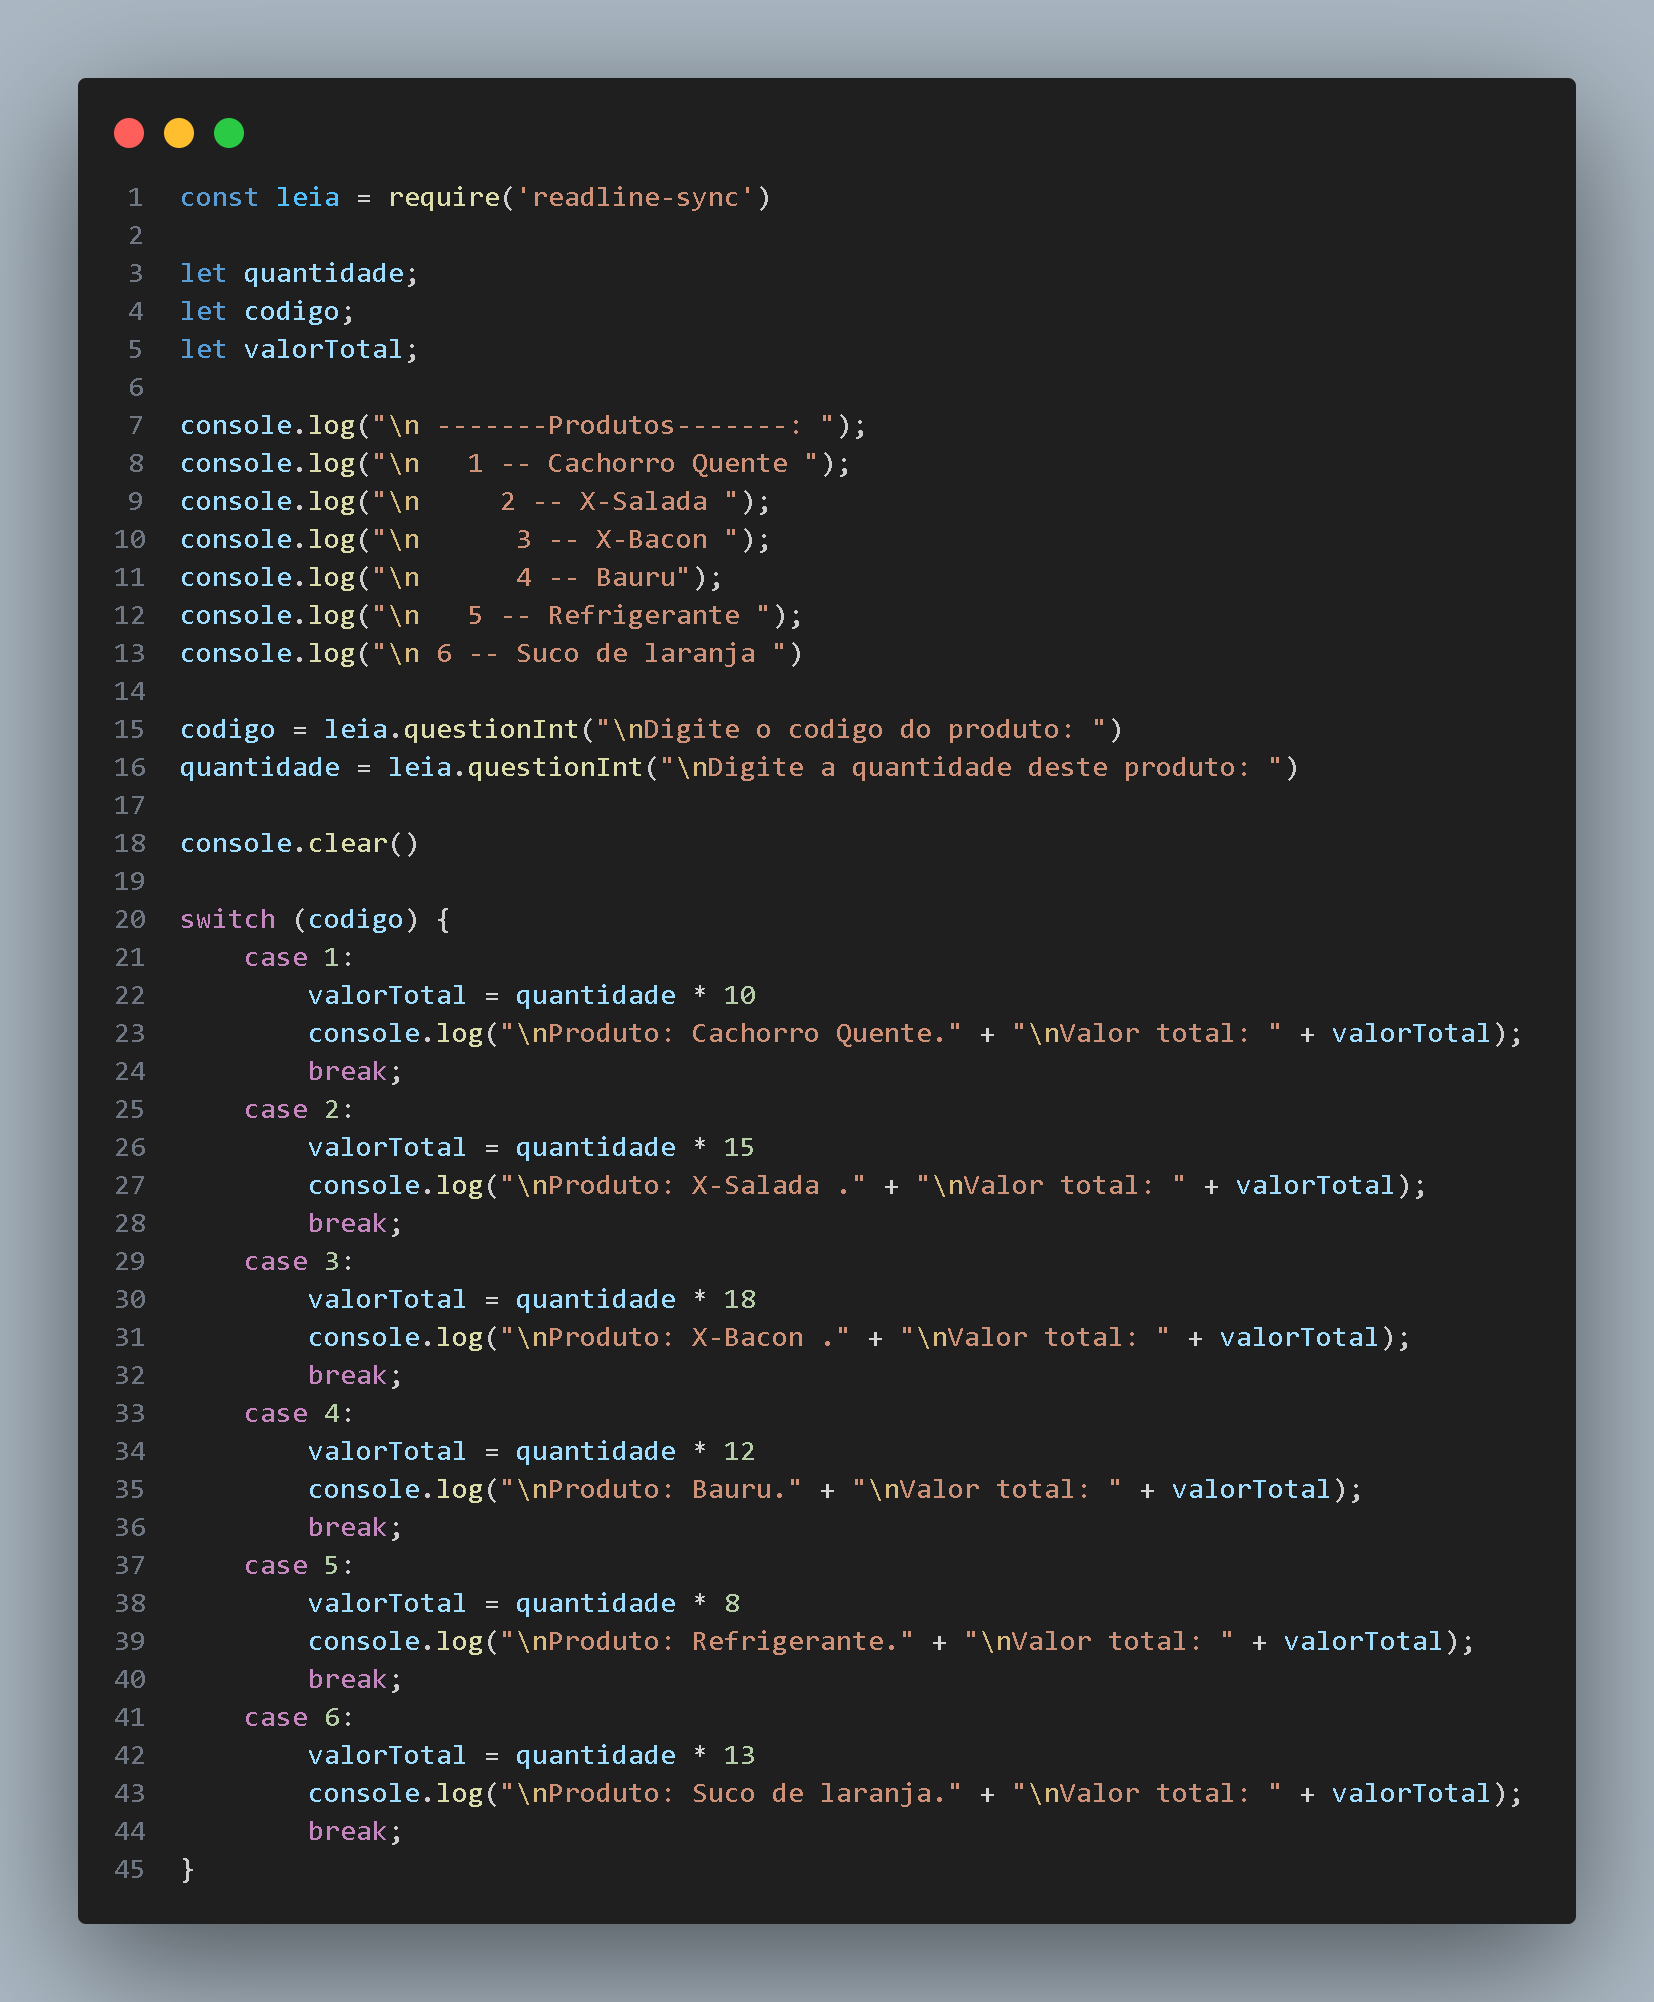 1 const leia = require('readline-sync')
2
3 let quantidade;
4 let codigo;
5 let valorTotal;
6
7 console.log("\n -------Produtos-------: ");
8 console.log("\n   1 -- Cachorro Quente ");
9 console.log("\n     2 -- X-Salada ");
10 console.log("\n      3 -- X-Bacon ");
11 console.log("\n      4 -- Bauru");
12 console.log("\n   5 -- Refrigerante ");
13 console.log("\n 6 -- Suco de laranja ")
14
15 codigo = leia.questionInt("\nDigite o codigo do produto: ")
16 quantidade = leia.questionInt("\nDigite a quantidade deste produto: ")
17
18 console.clear()
19
20 switch (codigo) {
21     case 1:
22         valorTotal = quantidade * 10
23         console.log("\nProduto: Cachorro Quente." + "\nValor total: " + valorTotal);
24         break;
25     case 2:
26         valorTotal = quantidade * 15
27         console.log("\nProduto: X-Salada ." + "\nValor total: " + valorTotal);
28         break;
29     case 3:
30         valorTotal = quantidade * 18
31         console.log("\nProduto: X-Bacon ." + "\nValor total: " + valorTotal);
32         break;
33     case 4:
34         valorTotal = quantidade * 12
35         console.log("\nProduto: Bauru." + "\nValor total: " + valorTotal);
36         break;
37     case 5:
38         valorTotal = quantidade * 8
39         console.log("\nProduto: Refrigerante." + "\nValor total: " + valorTotal);
40         break;
41     case 6:
42         valorTotal = quantidade * 13
43         console.log("\nProduto: Suco de laranja." + "\nValor total: " + valorTotal);
44         break;
45 }